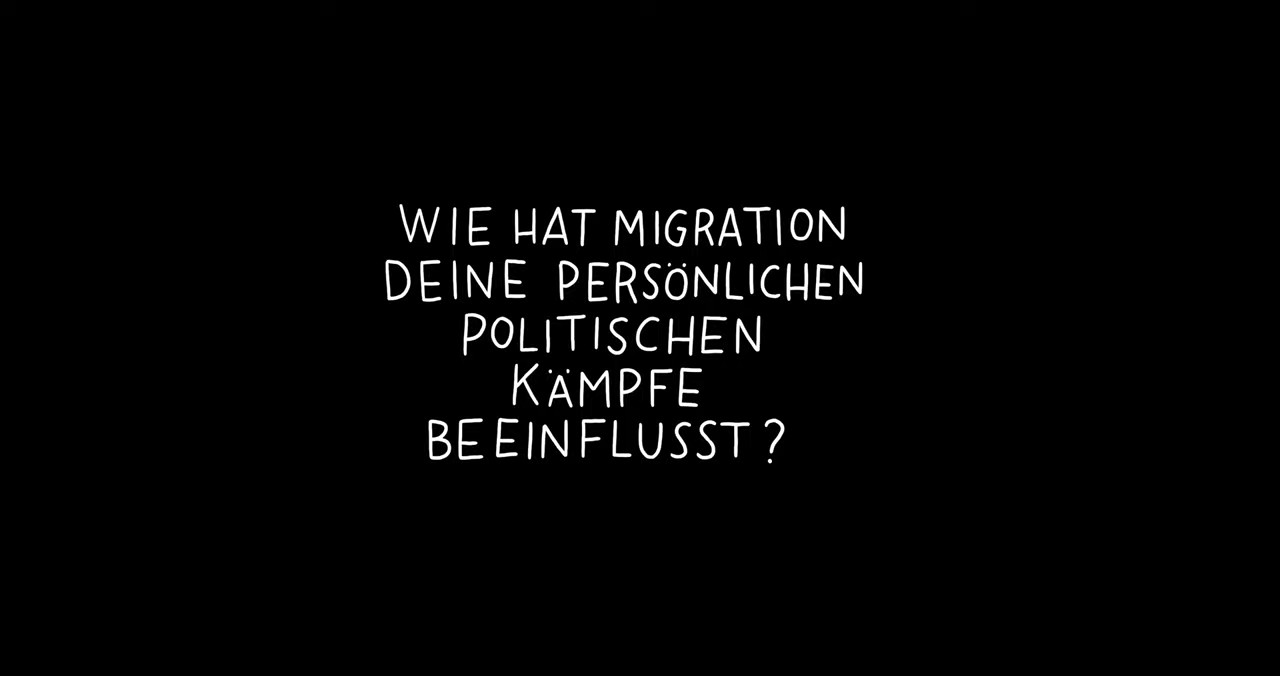 WIE HAT MIGRATION
DEINE PERSÖNLICHEN
POLITISCHEN
KÄMPFE
BEEINFLUSST?